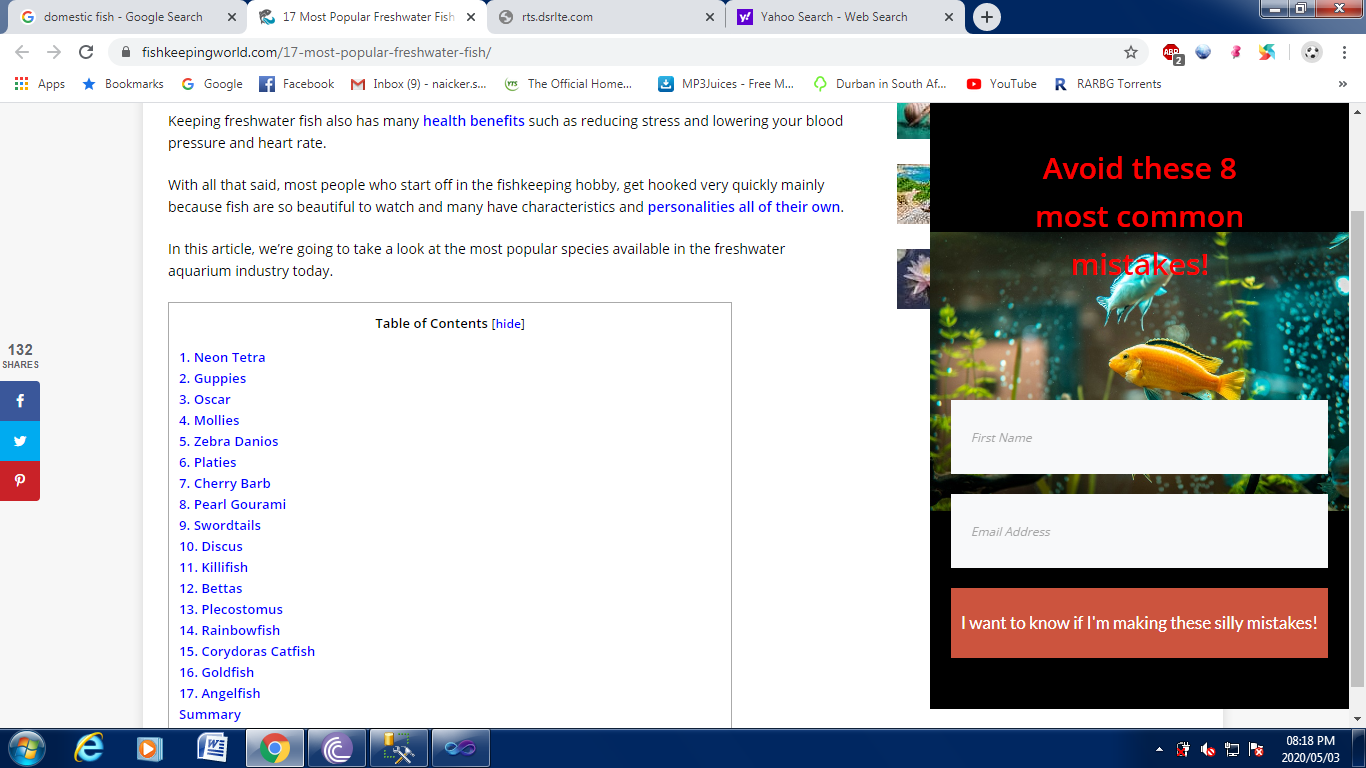 domestic fish - Google Search
17 Most Popular Freshwater Fish
rts.dsrlte.com
Yahoo Search - Web Search
fishkeepingworld.com/17-most-popular-freshwater-fish/
ABP
2
Apps
Bookmarks
Google
Facebook
Inbox (9) - naicker.s...
YTS
The Official Home...
MP3Juices - Free M...
Durban in South Af...
YouTube
RARBG Torrents
Keeping freshwater fish also has many health benefits such as reducing stress and lowering your blood
pressure and heart rate.
With all that said, most people who start off in the fishkeeping hobby, get hooked very quickly mainly
because fish are so beautiful to watch and many have characteristics and personalities all of their own.
In this article, we’re going to take a look at the most popular species available in the freshwater
aquarium industry today.
Table of Contents [hide]
1. Neon Tetra
2. Guppies
3. Oscar
4. Mollies
5. Zebra Danios
6. Platies
7. Cherry Barb
8. Pearl Gourami
9. Swordtails
10. Discus
11. Killifish
12. Bettas
13. Plecostomus
14. Rainbowfish
15. Corydoras Catfish
16. Goldfish
17. Angelfish
Summary
132
SHARES
Avoid these 8
most common
mistakes!
First Name
Email Address
I want to know if I'm making these silly mistakes!
08:18 PM
2020/05/03